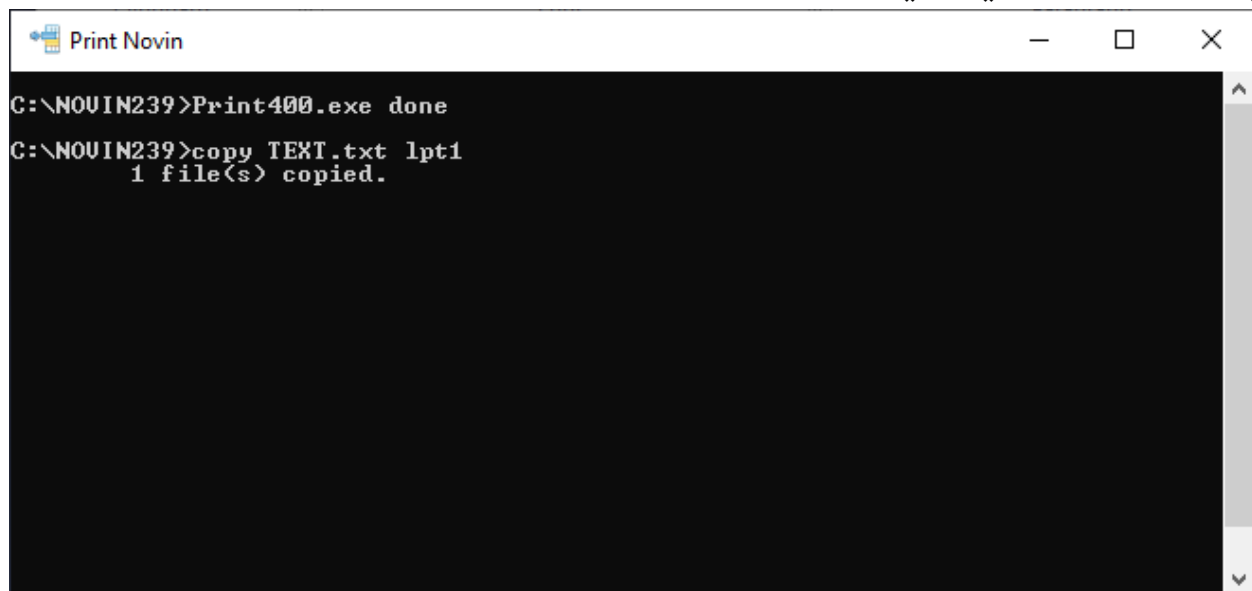 Print Novin
C:\NOVIN239>Print400.exe done
C:\NOVIN239>copy TEXT.txt lpt1
1 file(s) copied.